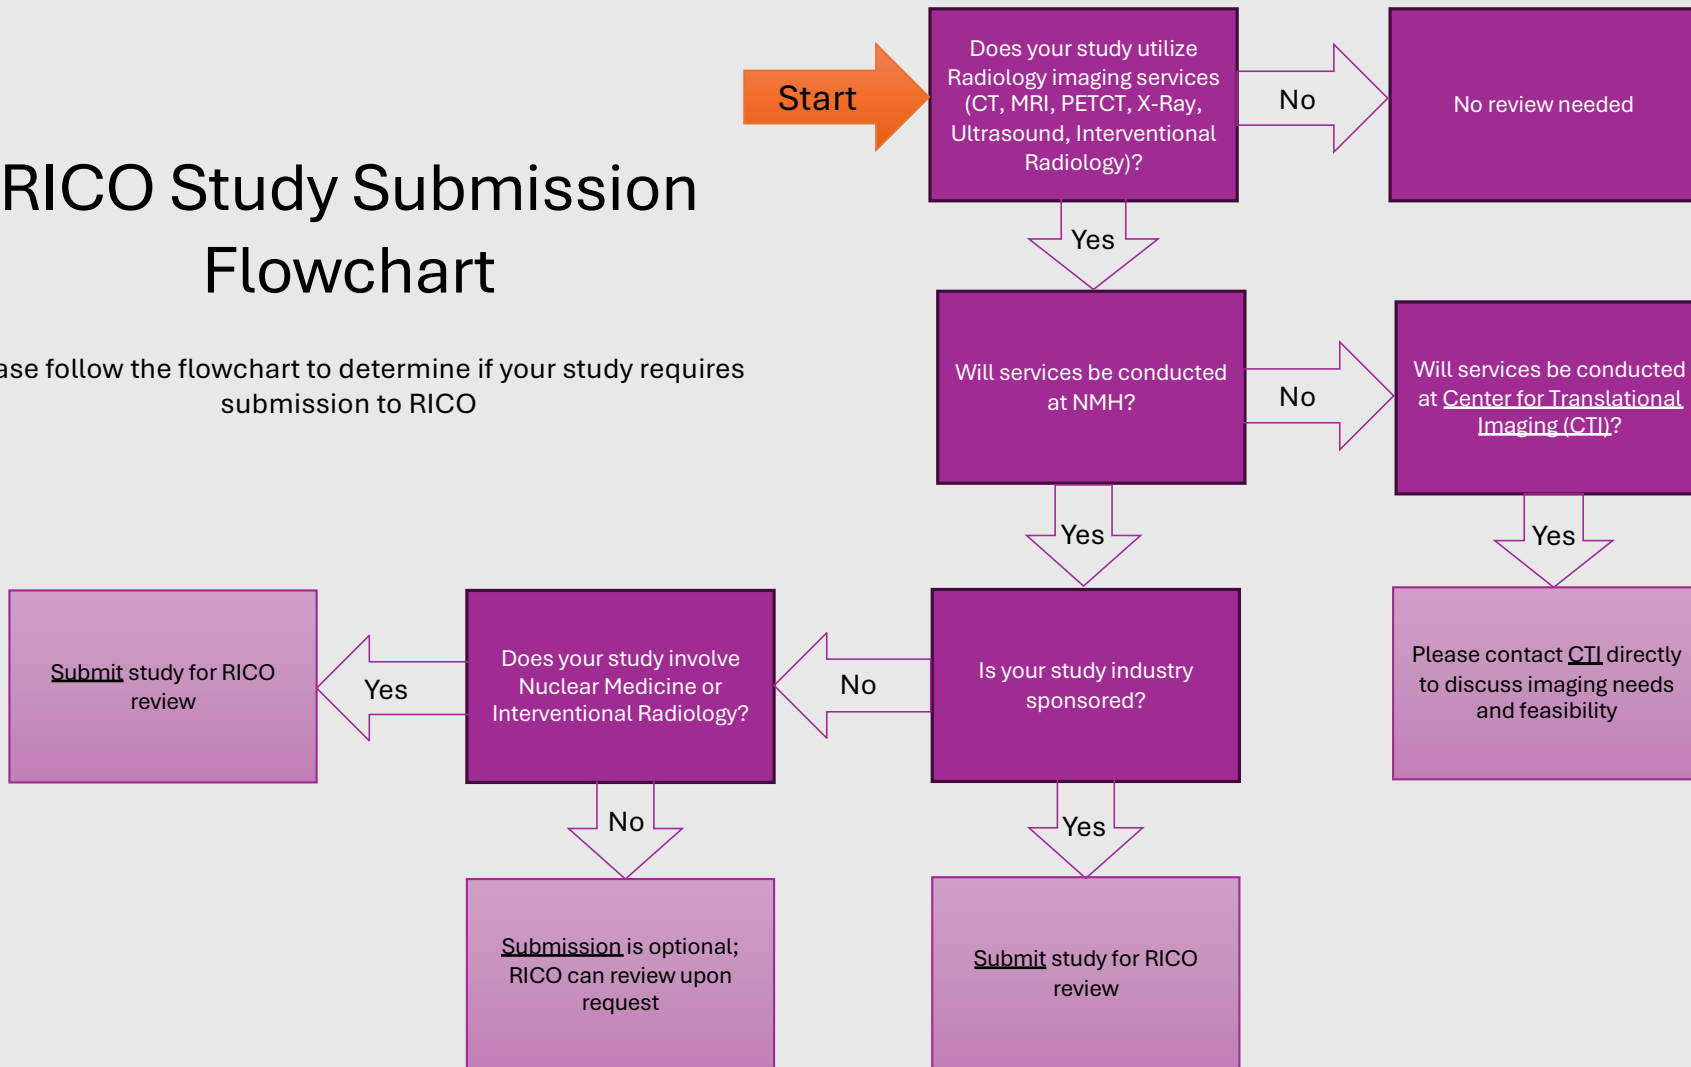 RICO Study Submission
Flowchart
ase follow the flowchart to determine if your study requires
submission to RICO
Start
Does your study utilize
Radiology imaging services
(CT, MRI, PETCT, X-Ray,
Ultrasound, Interventional
Radiology)?
No
No review needed
Yes
Will services be conducted
at NMH?
No
Will services be conducted
at Center for Translational
Imaging (CTI)?
Yes
Yes
Submit study for RICO
review
Yes
Does your study involve
Nuclear Medicine or
Interventional Radiology?
No
Is your study industry
sponsored?
Please contact CTI directly
to discuss imaging needs
and feasibility
No
Yes
Submission is optional;
RICO can review upon
request
Submit study for RICO
review